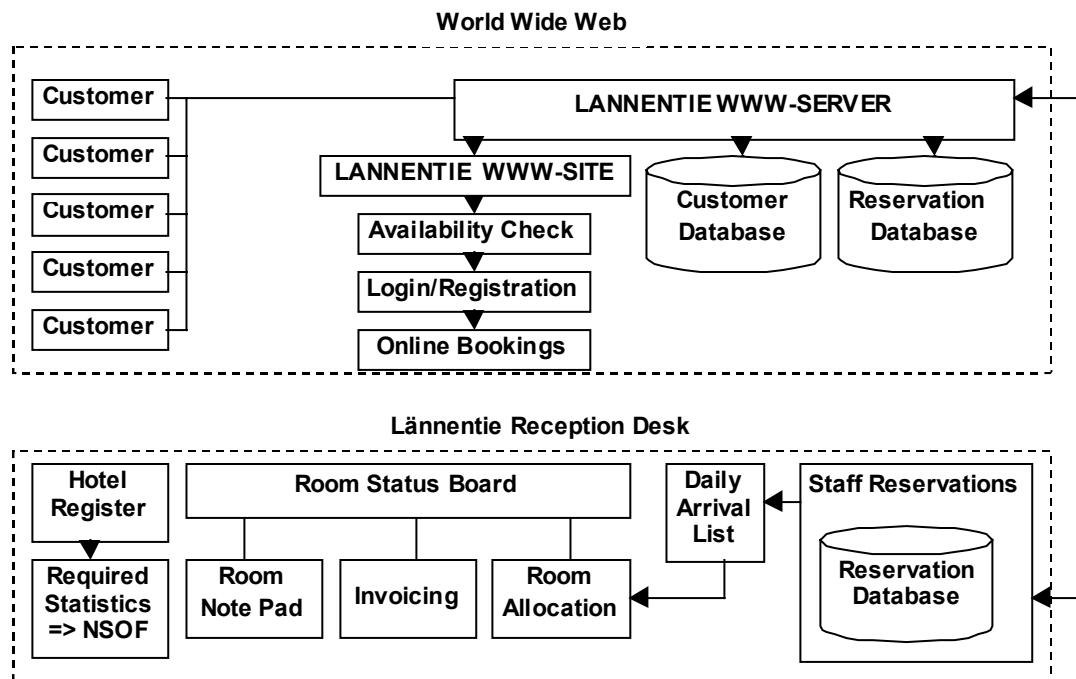 World Wide Web
Customer
Customer
Customer
Customer
Customer
LANNENTIE WWW-SERVER
LANNENTIE WWW-SITE
Availability Check
Login/Registration
Online Bookings
Customer
Database
Reservation
Database
Lännentie Reception Desk
Hotel
Register
Required
Statistics
=> NSOF
Room Status Board
Room
Note Pad
Invoicing
Room
Allocation
Daily
Arrival
List
Staff Reservations
Reservation
Database